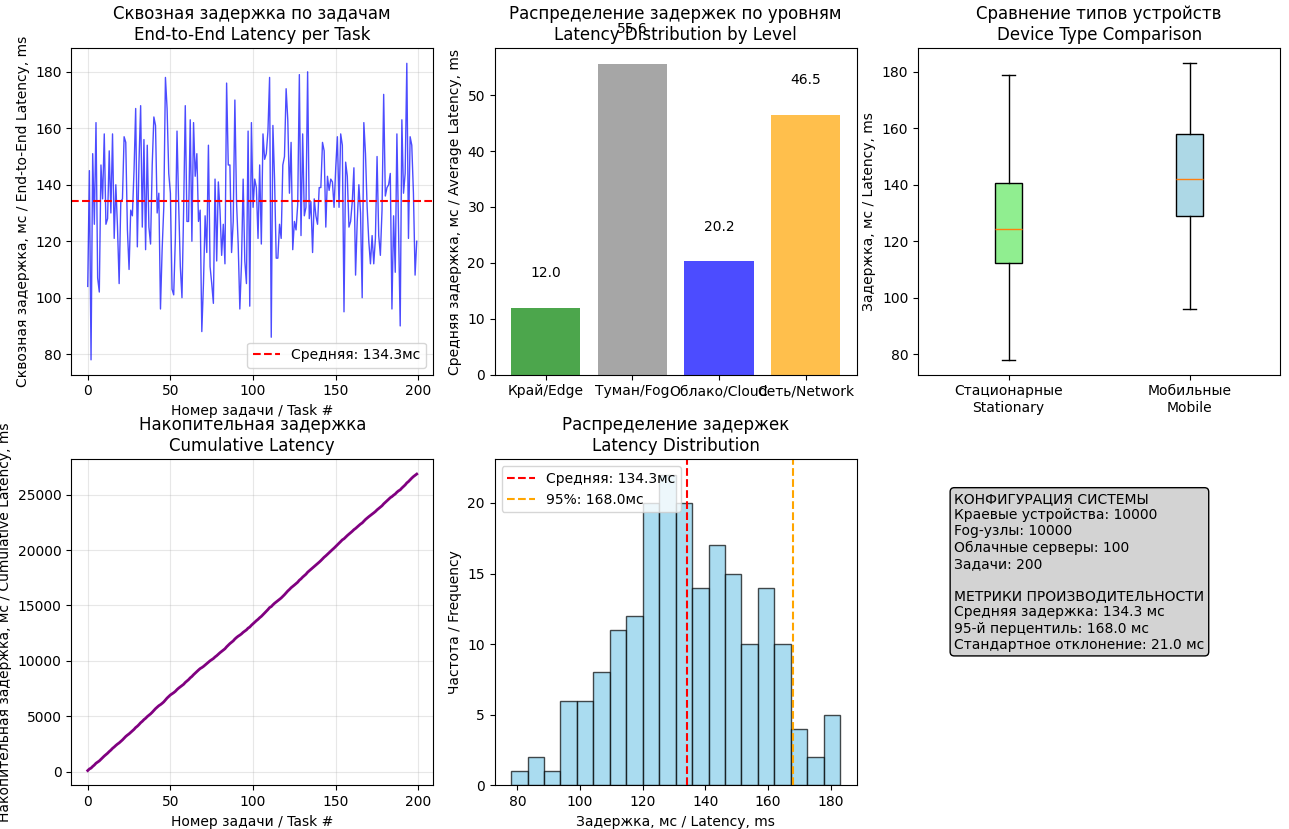 Сквозная задержка по задачам
End-to-End Latency per Task
Сквозная задержка, мс / End-to-End Latency, ms
180
160
140
120
100
80
Средняя: 134.3мс
0
50
100
150
200
Номер задачи / Task #
Распределение задержек по уровням
Latency Distribution by Level
55.6
Средняя задержка, мс / Average Latency, ms
50
40
30
20
10
0
12.0
20.2
46.5
Край/Edge
Туман/Fog
Облако/Cloud
Сеть/Network
Сравнение типов устройств
Device Type Comparison
Задержка, мс / Latency, ms
180
160
140
120
100
80
Стационарные
Stationary
Мобильные
Mobile
Накопительная задержка
Cumulative Latency
Накопительная задержка, мс / Cumulative Latency, ms
25000
20000
15000
10000
5000
0
0
50
100
150
200
Номер задачи / Task #
Распределение задержек
Latency Distribution
Частота / Frequency
20
15
10
5
0
Средняя: 134.3мс
95%: 168.0мс
80
100
120
140
160
180
Задержка, мс / Latency, ms
КОНФИГУРАЦИЯ СИСТЕМЫ
Краевые устройства: 10000
Fog-узлы: 10000
Облачные серверы: 100
Задачи: 200
МЕТРИКИ ПРОИЗВОДИТЕЛЬНОСТИ
Средняя задержка: 134.3 мс
95-й перцентиль: 168.0 мс
Стандартное отклонение: 21.0 мс